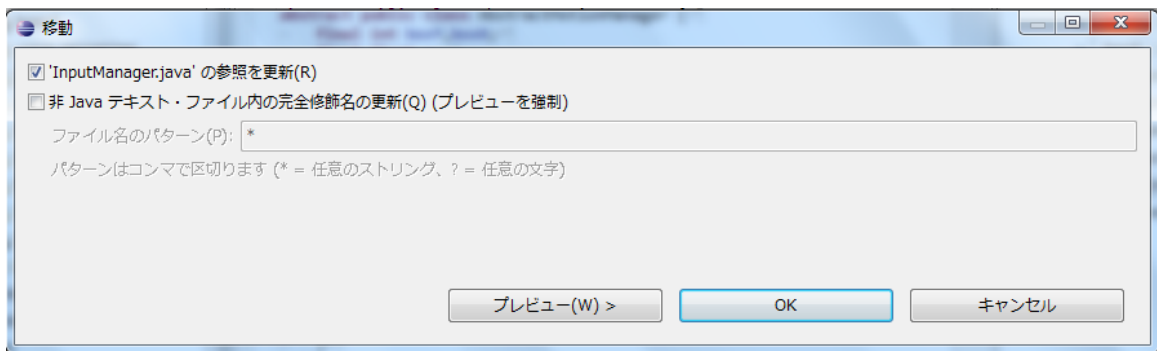 移動
'InputManager.java' の参照を更新(R)
非 Java テキスト・ファイル内の完全修飾名の更新(Q) (プレビューを強制)
ファイル名のパターン(P): *
パターンはコンマで区切ります (* = 任意のストリング、? = 任意の文字)
プレビュー(W) > OK キャンセル